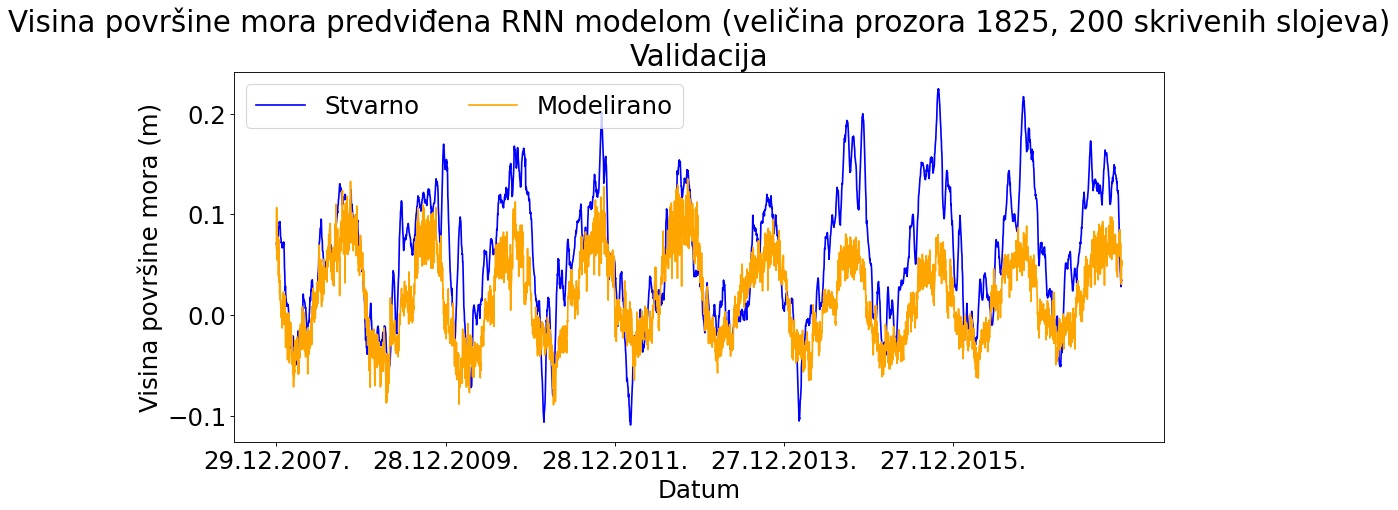 Visina površine mora predviđena RNN modelom (veličina prozora 1825, 200 skrivenih slojeva)
Validacija
Stvarno Modelirano
Visina površine mora (m)
0.2
0.1
0.0
−0.1
29.12.2007. 28.12.2009. 28.12.2011. 27.12.2013. 27.12.2015.
Datum